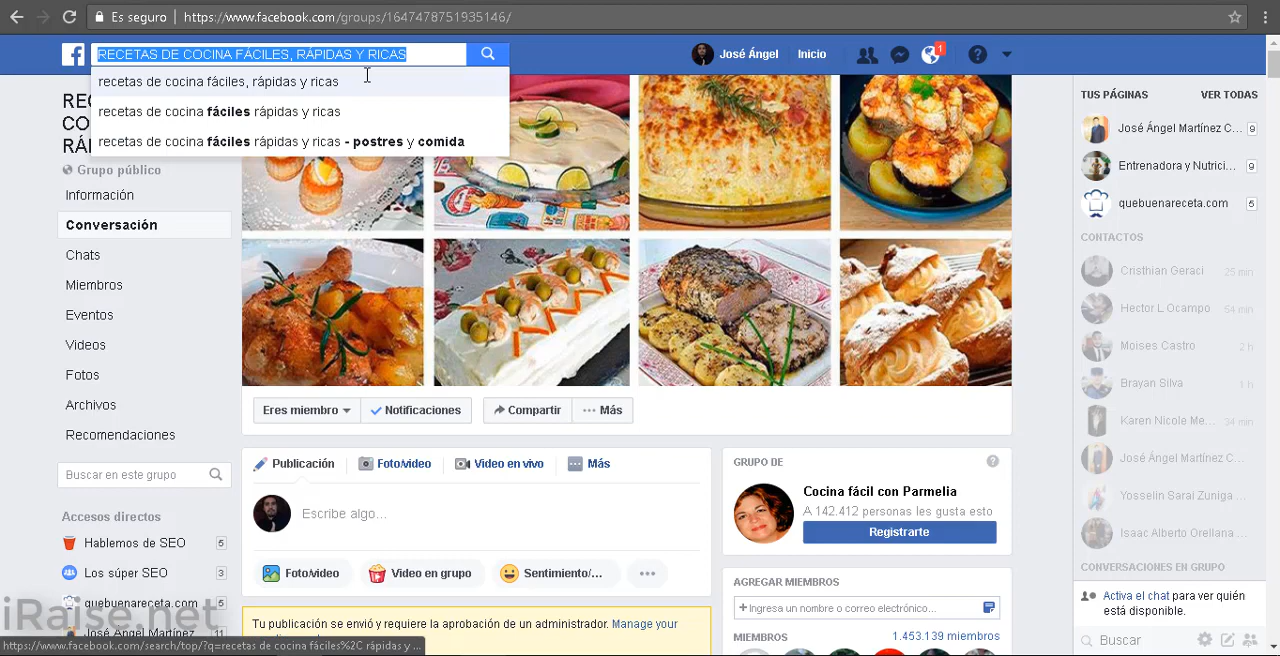 Es seguro
https://www.facebook.com/groups/1647478751935146/
RECETAS DE COCINA FÁCILES, RÁPIDAS Y RICAS
José Ángel
Inicio
1
recetas de cocina fáciles, rápidas y ricas
recetas de cocina fáciles rápidas y ricas
recetas de cocina fáciles rápidas y ricas - postres y comida
Grupo público
Información
Conversación
Chats
Miembros
Eventos
Videos
Fotos
Archivos
Recomendaciones
Buscar en este grupo
Accesos directos
Hablemos de SEO 5
Los súper SEO 3
quebuenareceta.com 5
José Ángel Martínez 11
iRaise.net
https://www.facebook.com/search/top/?q=recetas de cocina fáciles%2C rápidas y ...
Eres miembro
Notificaciones
Compartir
Más
Publicación
Foto/video
Video en vivo
Más
Escribe algo...
Foto/video
Video en grupo
Sentimiento/...
Tu publicación se envió y requiere la aprobación de un administrador. Manage your
GRUPO DE
Cocina fácil con Parmelia
A 142.412 personas les gusta esto
Registrarte
AGREGAR MIEMBROS
+ Ingresa un nombre o correo electrónico...
MIEMBROS
1.453.139 miembros
TUS PÁGINAS
VER TODAS
José Ángel Martínez C... 9
Entrenadora y Nutrici... 9
quebuenareceta.com 5
CONTACTOS
Cristhian Geraci 25 min
Hector L Ocampo 54 min
Moises Castro 2 h
Brayan Silva 1 h
Karen Nicole Me... 34 min
José Ángel Martínez C...
Yosselin Sarai Zuniga ...
Isaac Alberto Orellana ...
CONVERSACIONES EN GRUPO
Activa el chat para ver quién
está disponible.
Buscar